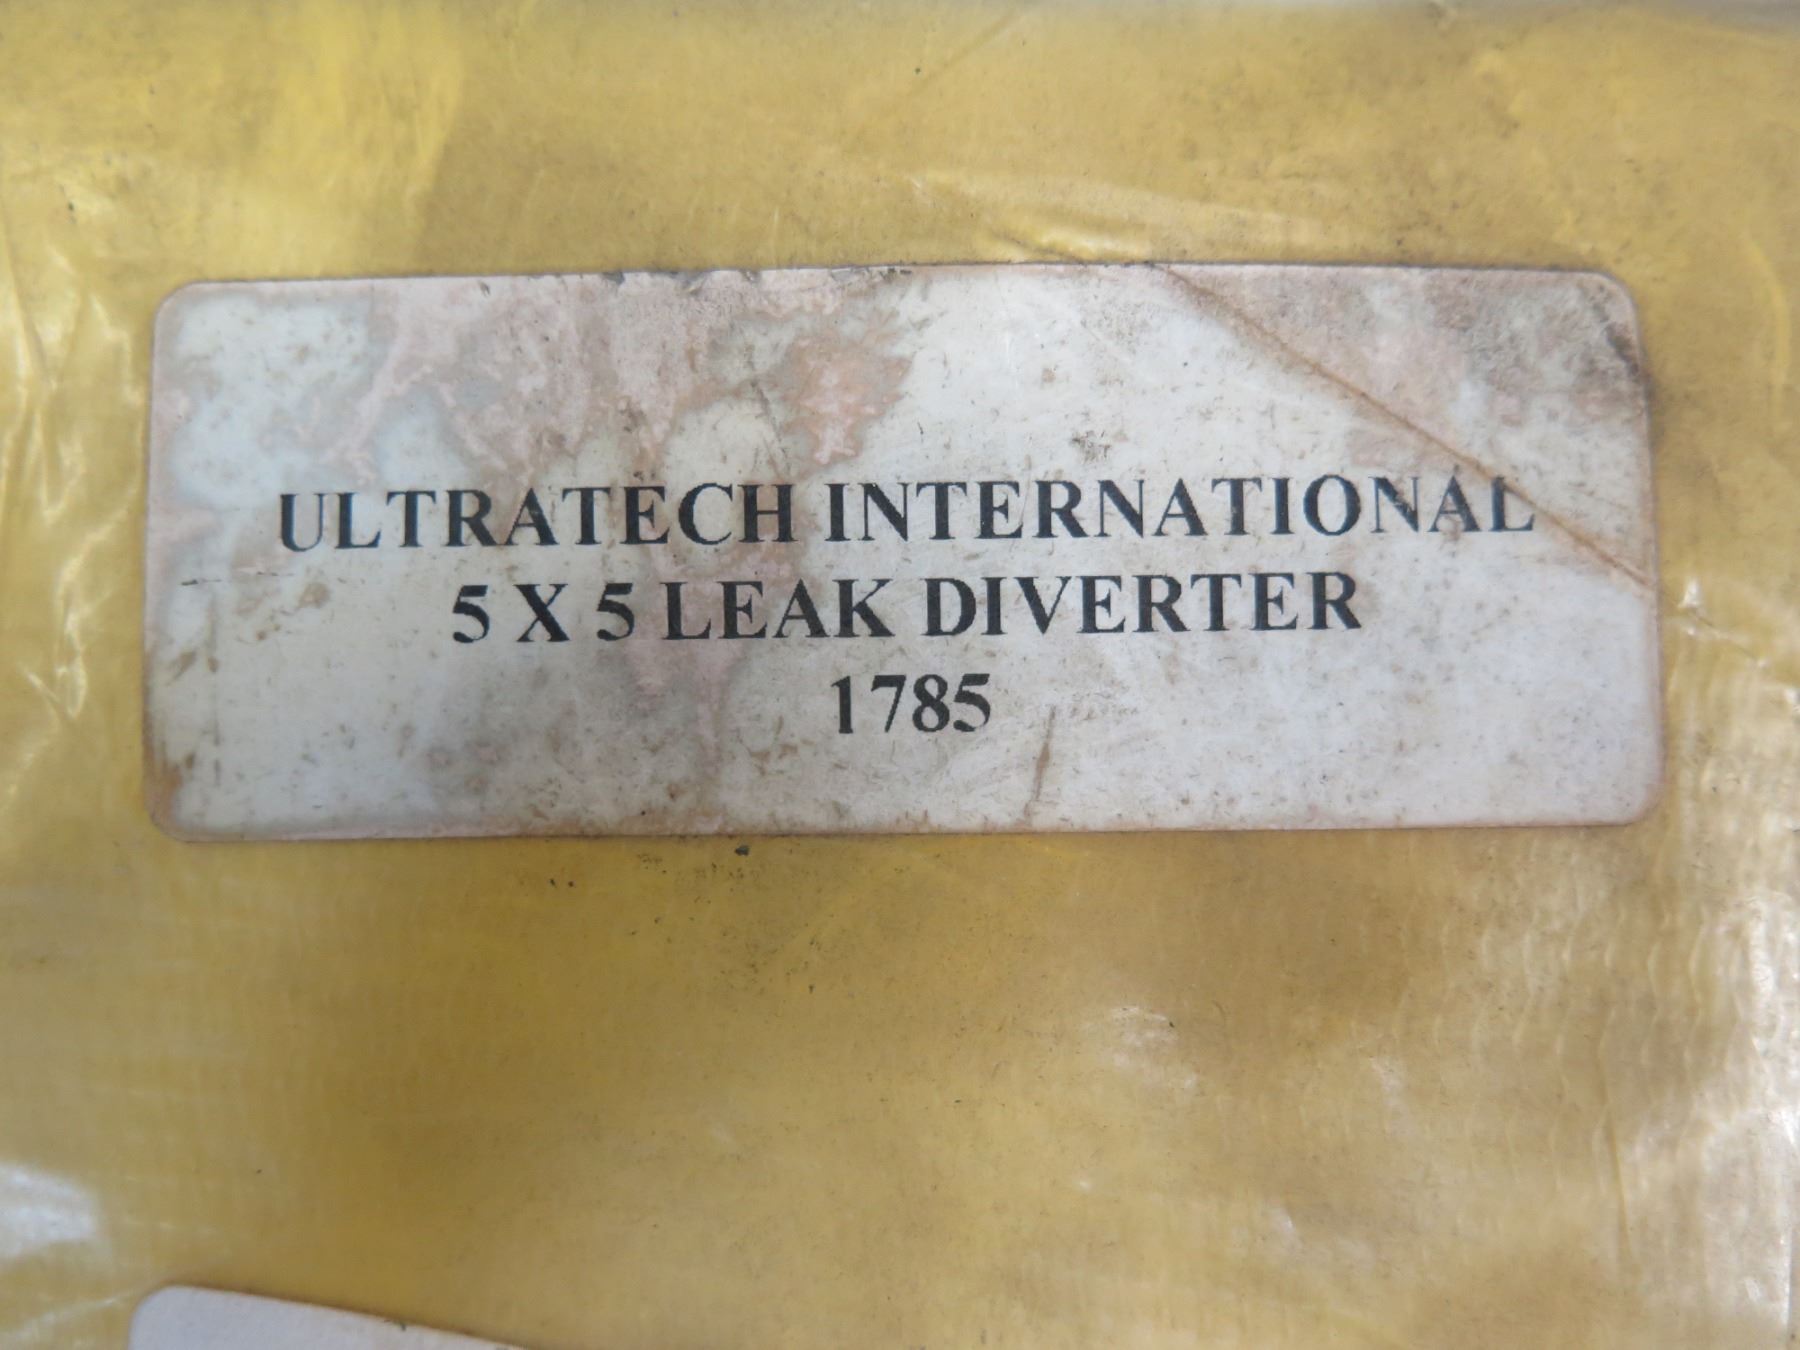 ULTRATECH INTERNATIONAL
5 X 5 LEAK DIVERTER
1785